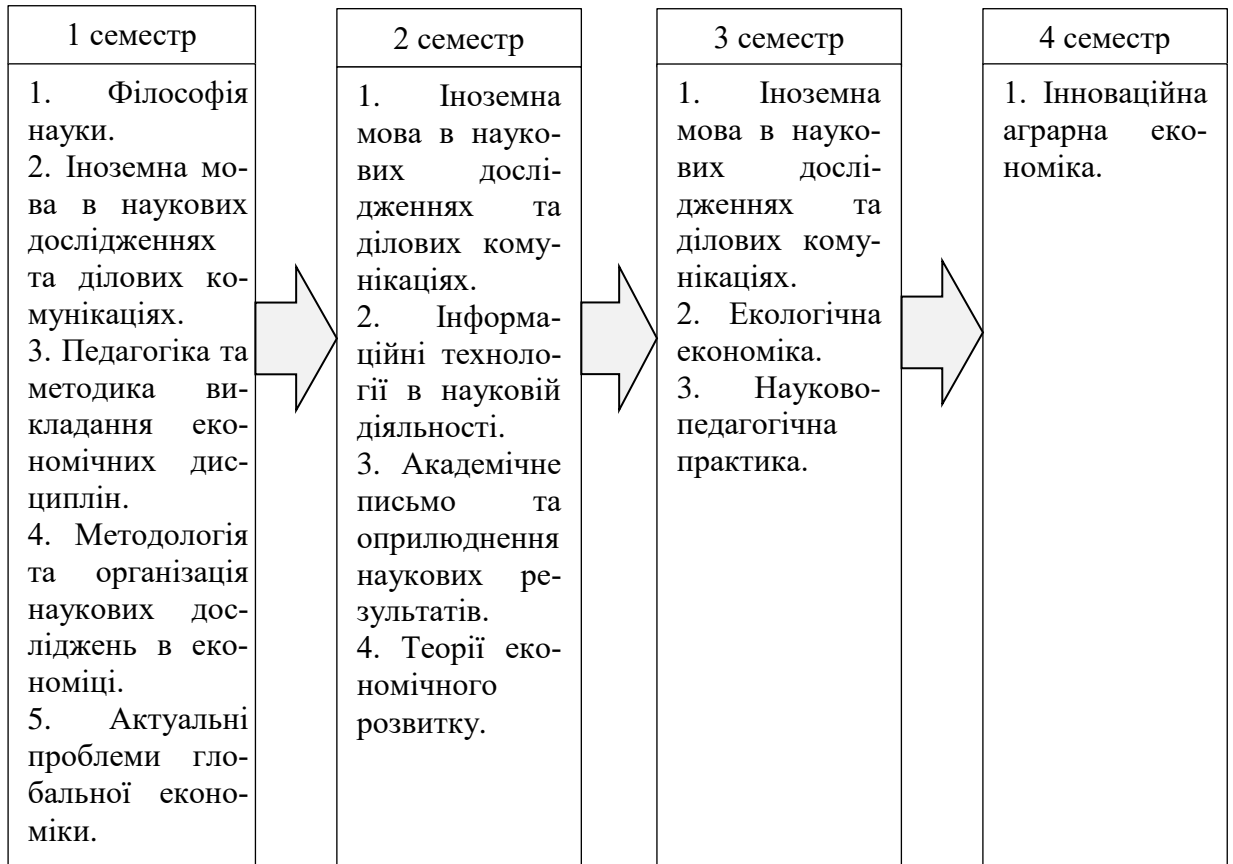 1 семестр
1. Філософія
науки.
2. Іноземна мо-
ва в наукових
дослідженнях
та ділових ко-
мунікаціях.
3. Педагогіка та
методика ви-
кладання еко-
номічних дис-
циплін.
4. Методологія
та організація
наукових дос-
ліджень в еко-
номіці.
5. Актуальні
проблеми гло-
бальної еконо-
міки.
2 семестр
1. Іноземна
мова в науко-
вих дослі-
дженнях та
ділових кому-
нікаціях.
2. Інформа-
ційні техноло-
гії в науковій
діяльності.
3. Академічне
письмо та
оприлюднення
наукових ре-
зультатів.
4. Теорії еко-
номічного
розвитку.
3 семестр
1. Іноземна
мова в науко-
вих дослі-
дженнях та
ділових кому-
нікаціях.
2. Екологічна
економіка.
3. Науково-
педагогічна
практика.
4 семестр
1. Інноваційна
аграрна еко-
номіка.